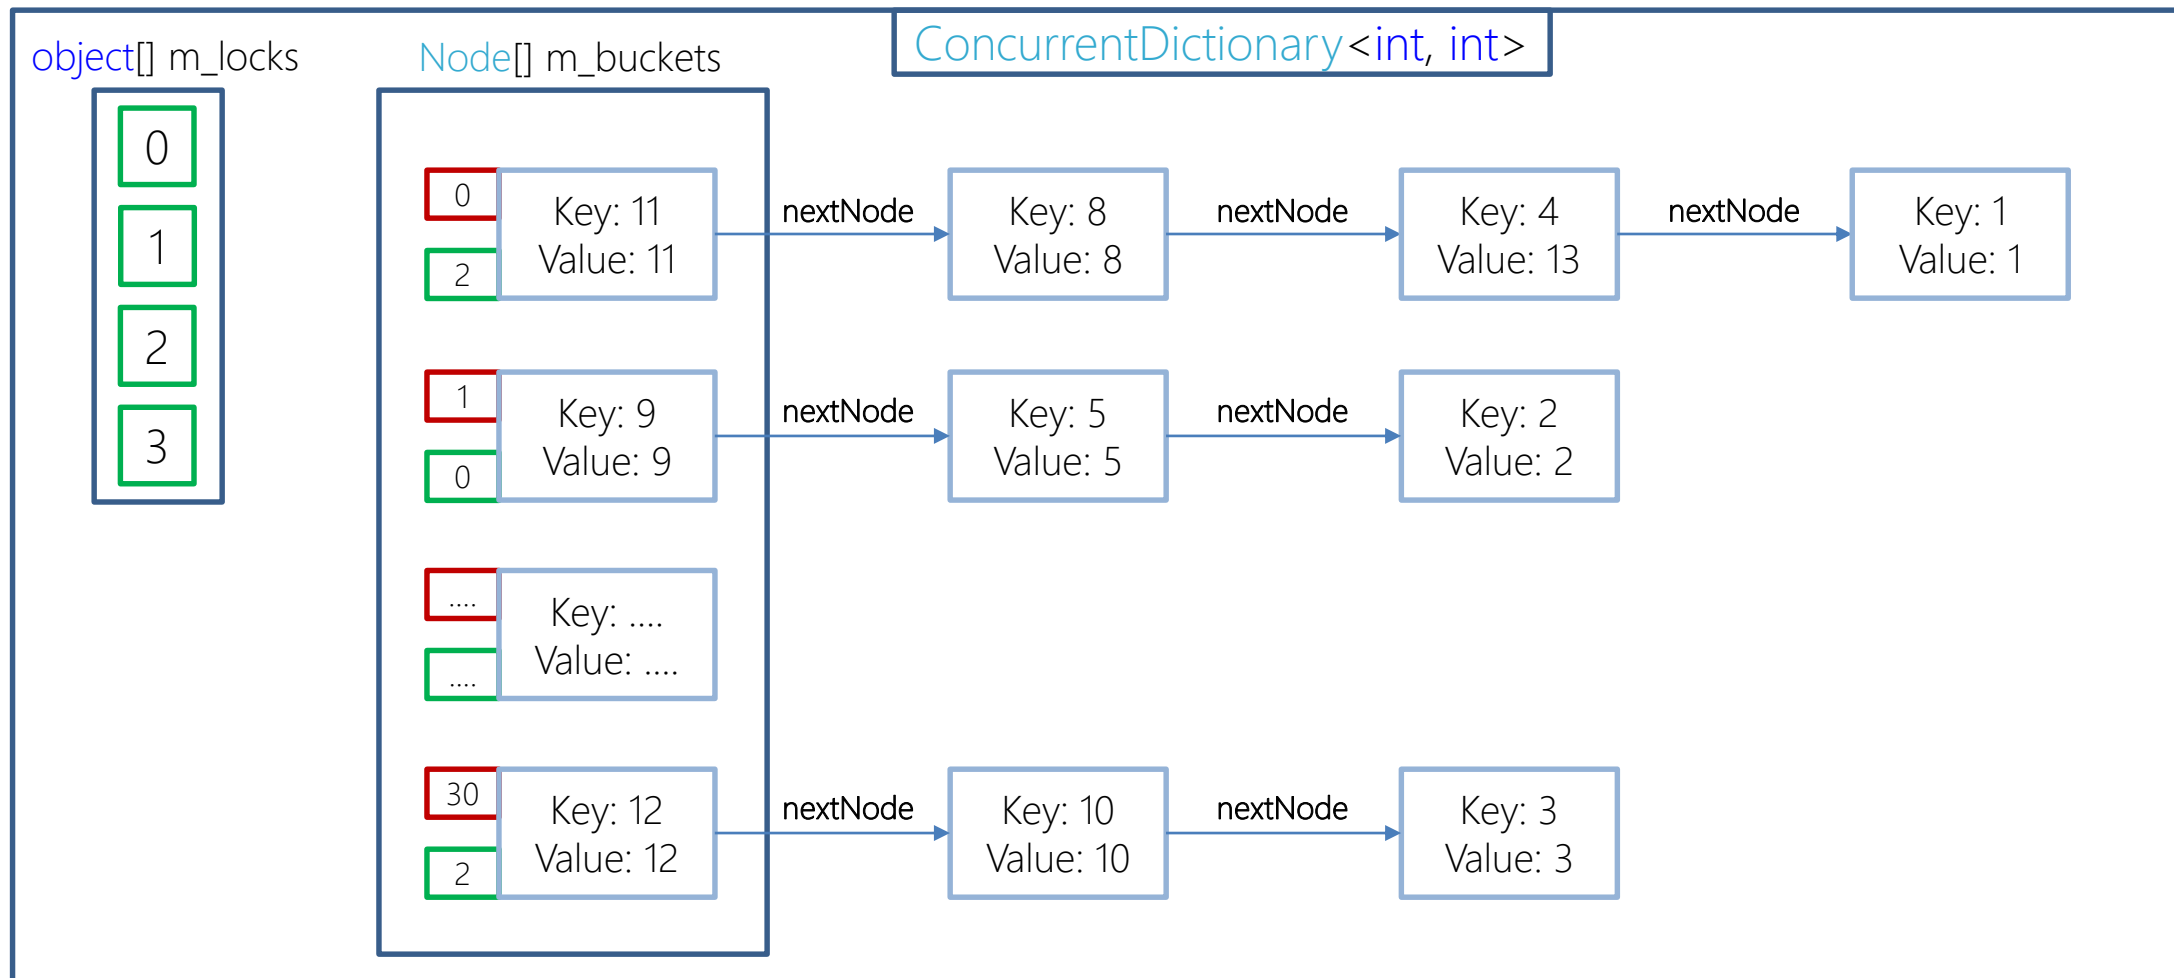 ConcurrentDictionary<int, int>
object[] m_locks
Node[] m_buckets
0
1
2
3
0
2
Key: 11
Value: 11
nextNode
Key: 8
Value: 8
nextNode
Key: 4
Value: 13
nextNode
Key: 1
Value: 1
1
0
Key: 9
Value: 9
nextNode
Key: 5
Value: 5
nextNode
Key: 2
Value: 2
....
....
Key: ....
Value: ....
30
2
Key: 12
Value: 12
nextNode
Key: 10
Value: 10
nextNode
Key: 3
Value: 3